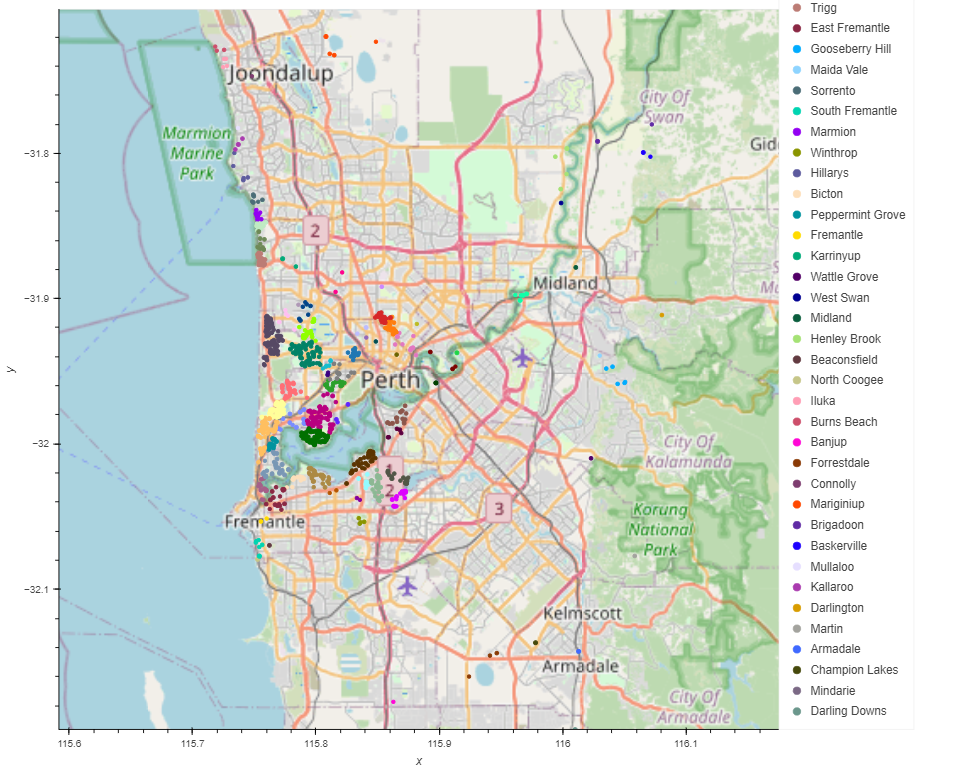 Trigg
East Fremantle
Gooseberry Hill
Maida Vale
Sorrento
South Fremantle
Marmion
Winthrop
Hillarys
Bicton
Peppermint Grove
Fremantle
Karrinyup
Wattle Grove
West Swan
Midland
Henley Brook
Beaconsfield
North Coogee
Iluka
Burns Beach
Banjup
Forrestdale
Connolly
Mariginiup
Brigadoon
Baskerville
Mullaloo
Kallaroo
Darlington
Martin
Armadale
Champion Lakes
Mindarie
Darling Downs
Joondalup
City Of
Swan
Marmion
Marine
Park
2
Midland
Perth
City Of
Kalamunda
2
3
Fremantle
Korung
National
Park
Kelmscott
Armadale
City Of
Armadale
−31.8
−31.9
−32
−32.1
y
115.6
115.7
115.8
115.9
116
116.1
x